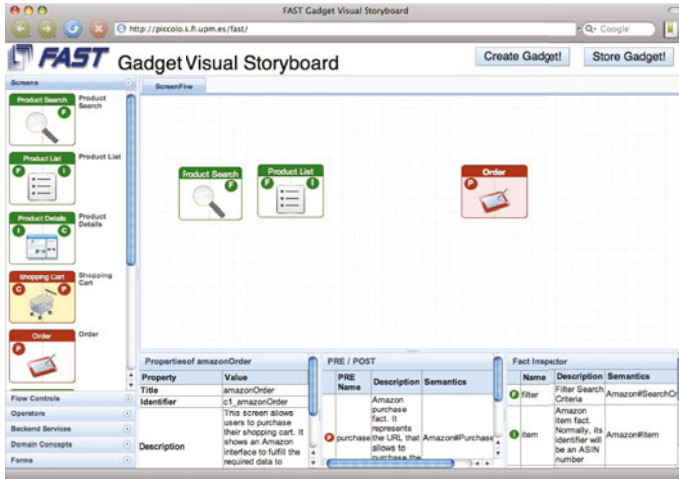 FAST Gadget Visual Storyboard
http://piccolo.ls.fi.upm.es/fast/
Google
FAST Gadget Visual Storyboard
Create Gadget!
Store Gadget!
Screens
Product Search
F
Product
Search
Product List
F
I
Product List
Product Details
I
C
Product
Details
Shopping Cart
C
P
Shopping
Cart
Order
P
Order
Flow Controls
Operators
Backend Services
Domain Concepts
Forms
ScreenFlow
Product Search
F
Product List
F
I
Order
P
Propertiesof amazonOrder
Property
Value
Title
amazonOrder
Identifier
c1_amazonOrder
Description
This screen allows
users to purchase
their shopping cart. It
shows an Amazon
interface to fulfill the
required data to
PRE / POST
PRE
Name
Description
Semantics
P
purchase
Amazon
purchase
fact. It
represents
the URL that
allows to
purchase the
Amazon#Purchase
Fact Inspector
Name
Description
Semantics
F
filter
Filter Search
Criteria
Amazon#SearchCr
I
item
Amazon
item fact.
Normally, its
identifier will
be an ASIN
number
Amazon#Item